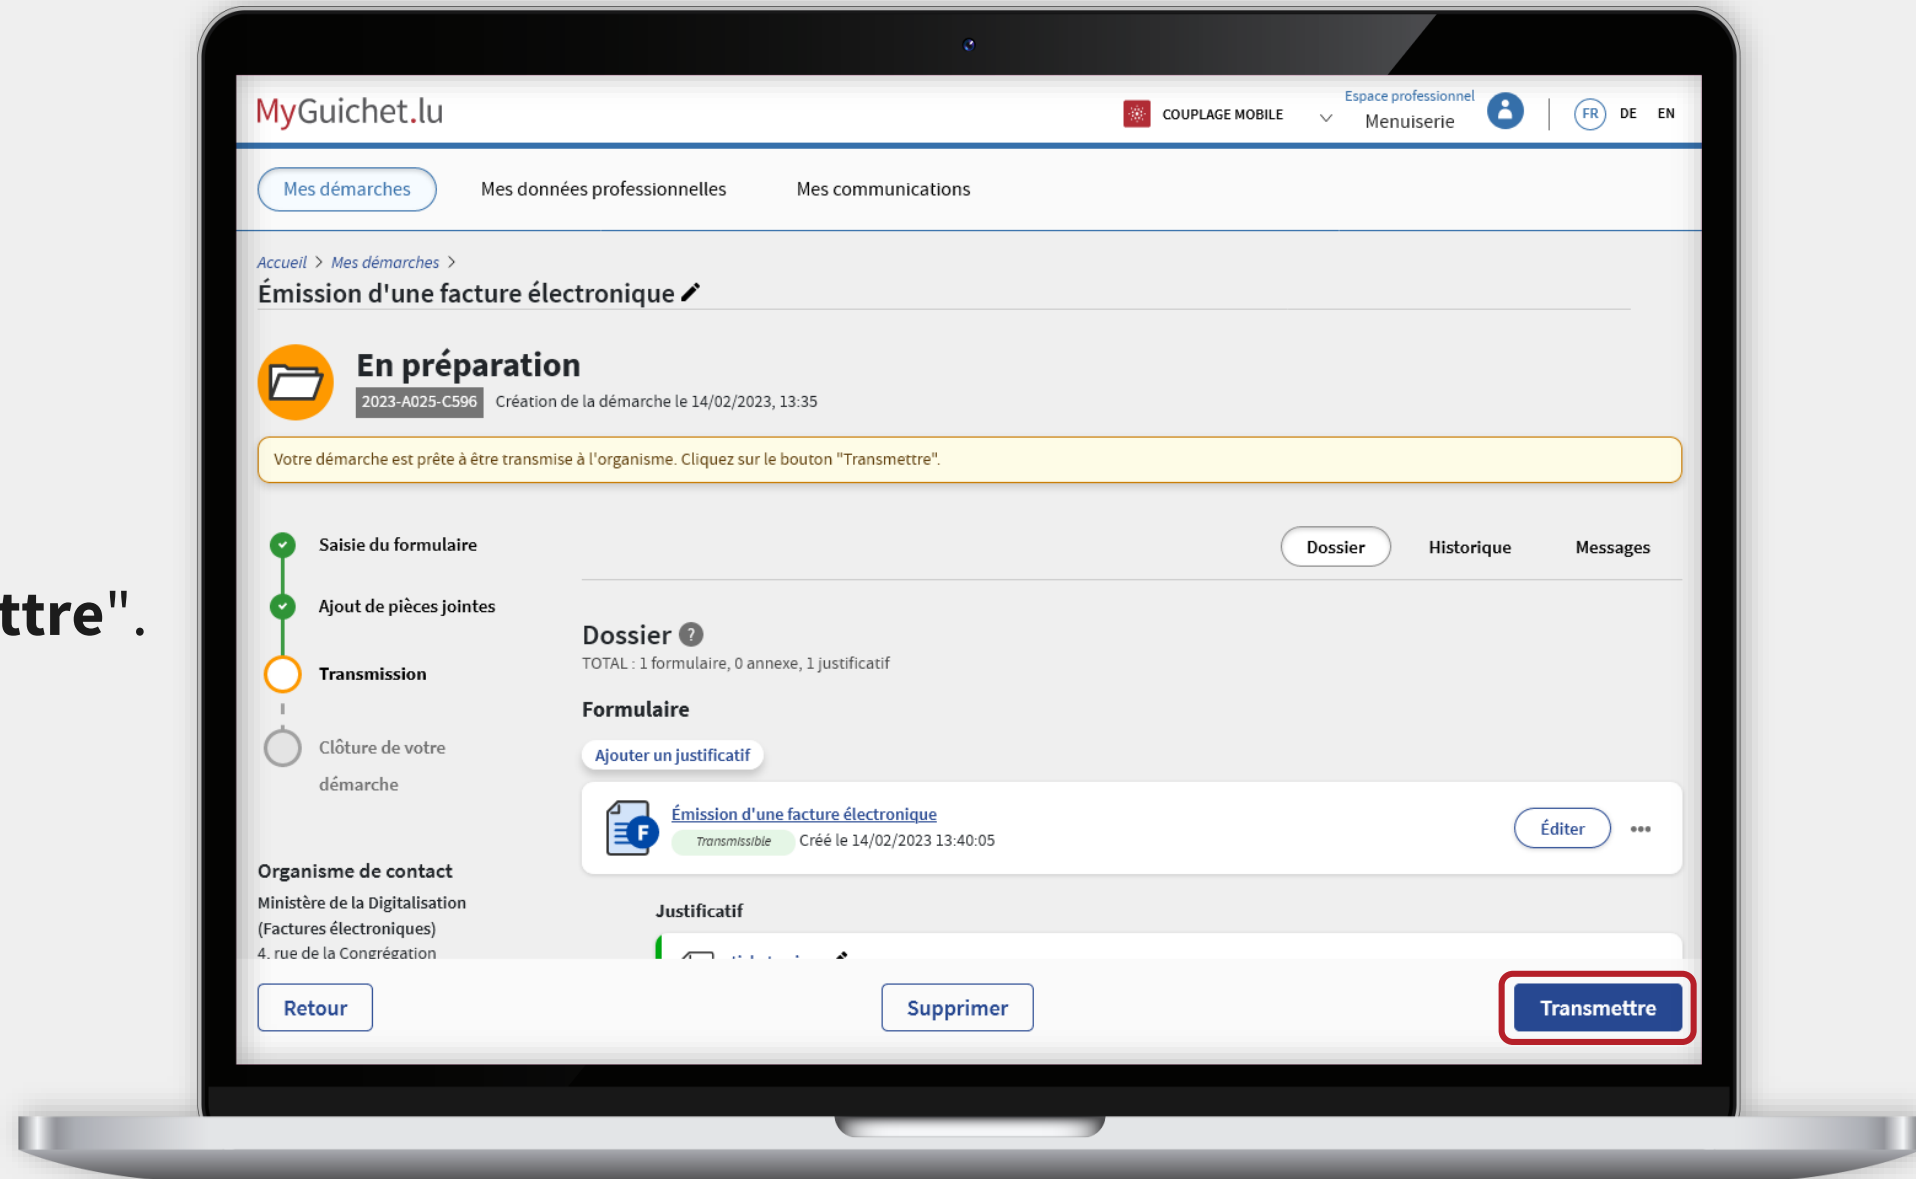 ttre".
MyGuichet.lu
COUPLAGE MOBILE
Espace professionnel
Menuiserie
FR DE EN
Mes démarches Mes données professionnelles Mes communications
Accueil > Mes démarches >
Émission d'une facture électronique
En préparation
2023-A025-C596 Création de la démarche le 14/02/2023, 13:35
Votre démarche est prête à être transmise à l'organisme. Cliquez sur le bouton "Transmettre".
Saisie du formulaire
Ajout de pièces jointes
Transmission
Clôture de votre
démarche
Organisme de contact
Ministère de la Digitalisation
(Factures électroniques)
4, rue de la Congrégation
Dossier Historique Messages
Dossier ?
TOTAL : 1 formulaire, 0 annexe, 1 justificatif
Formulaire
Ajouter un justificatif
F
Émission d'une facture électronique
Transmissible Créé le 14/02/2023 13:40:05
Éditer
Justificatif
Retour Supprimer Transmettre